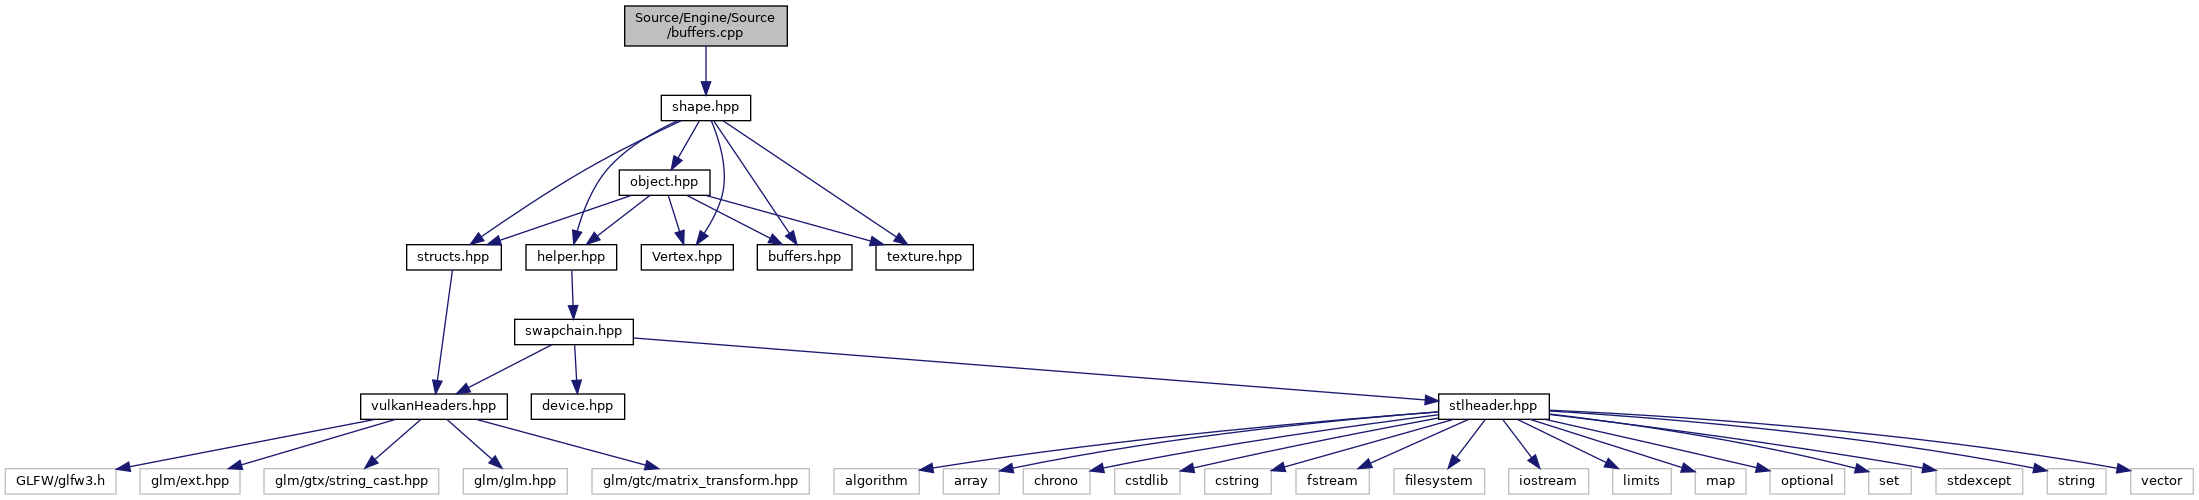 Source/Engine/Source
/buffers.cpp
shape.hpp
object.hpp
structs.hpp
helper.hpp
Vertex.hpp
buffers.hpp
texture.hpp
swapchain.hpp
vulkanHeaders.hpp
device.hpp
stlheader.hpp
GLFW/glfw3.h
glm/ext.hpp
glm/gtx/string_cast.hpp
glm/glm.hpp
glm/gtc/matrix_transform.hpp
algorithm
array
chrono
cstdlib
cstring
fstream
filesystem
iostream
limits
map
optional
set
stdexcept
string
vector